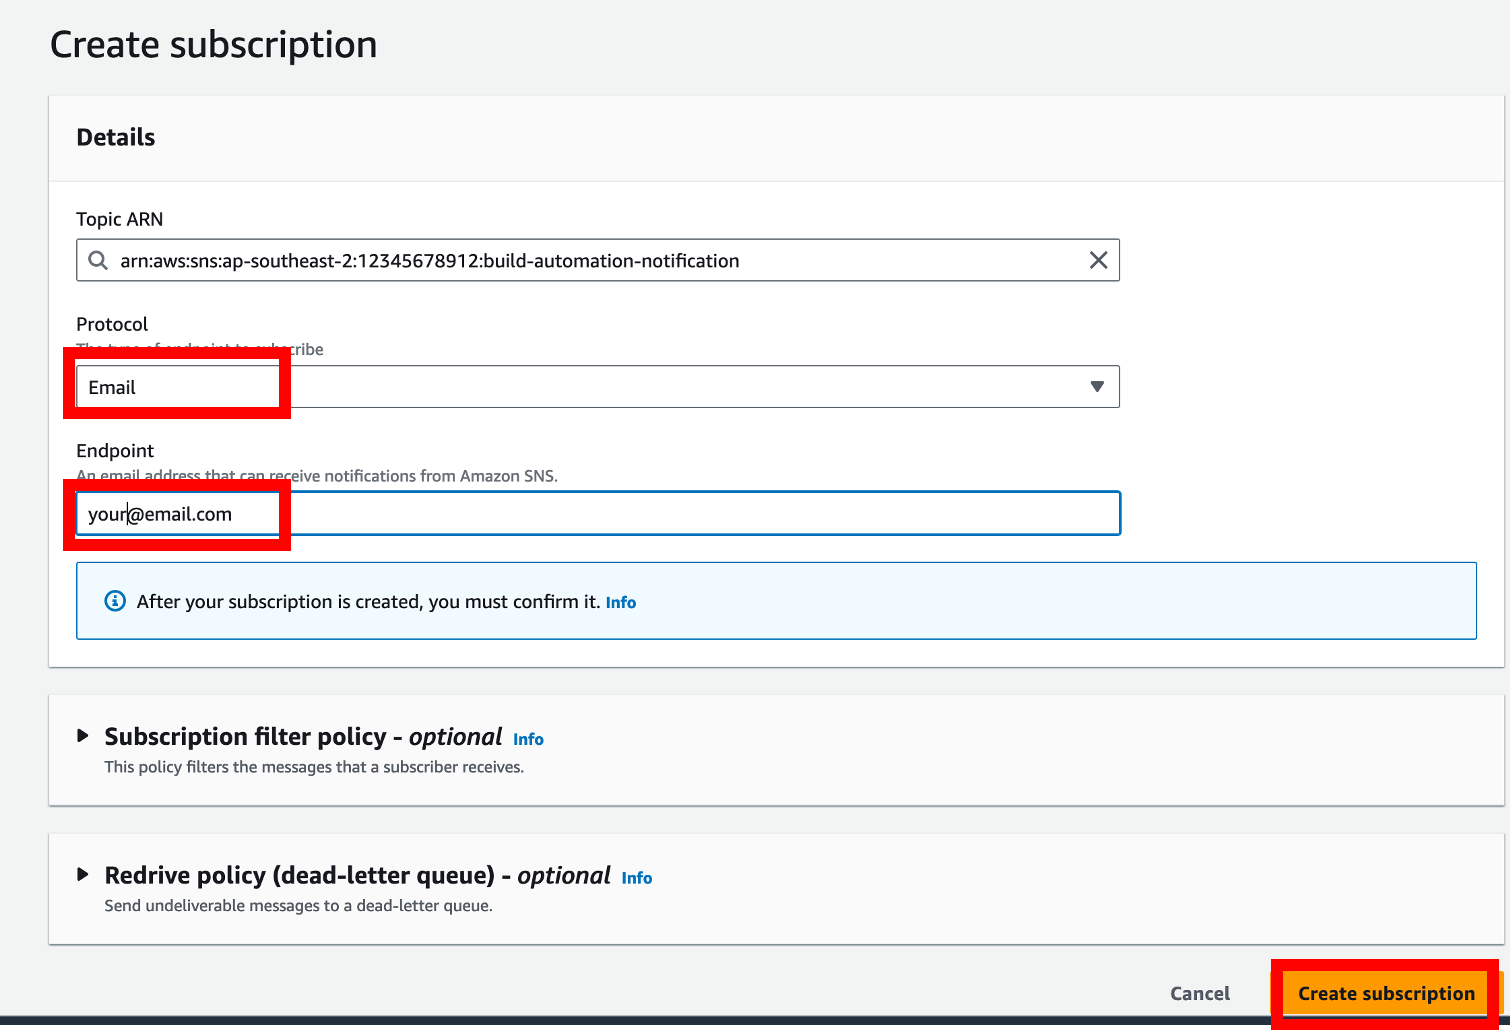 Create subscription
Details
Topic ARN
arn:aws:sns:ap-southeast-2:12345678912:build-automation-notification
Protocol
The type of endpoint to subscribe
Email
Endpoint
An email address that can receive notifications from Amazon SNS.
your@email.com
After your subscription is created, you must confirm it. Info
Subscription filter policy - optional Info
This policy filters the messages that a subscriber receives.
Redrive policy (dead-letter queue) - optional Info
Send undeliverable messages to a dead-letter queue.
Cancel Create subscription